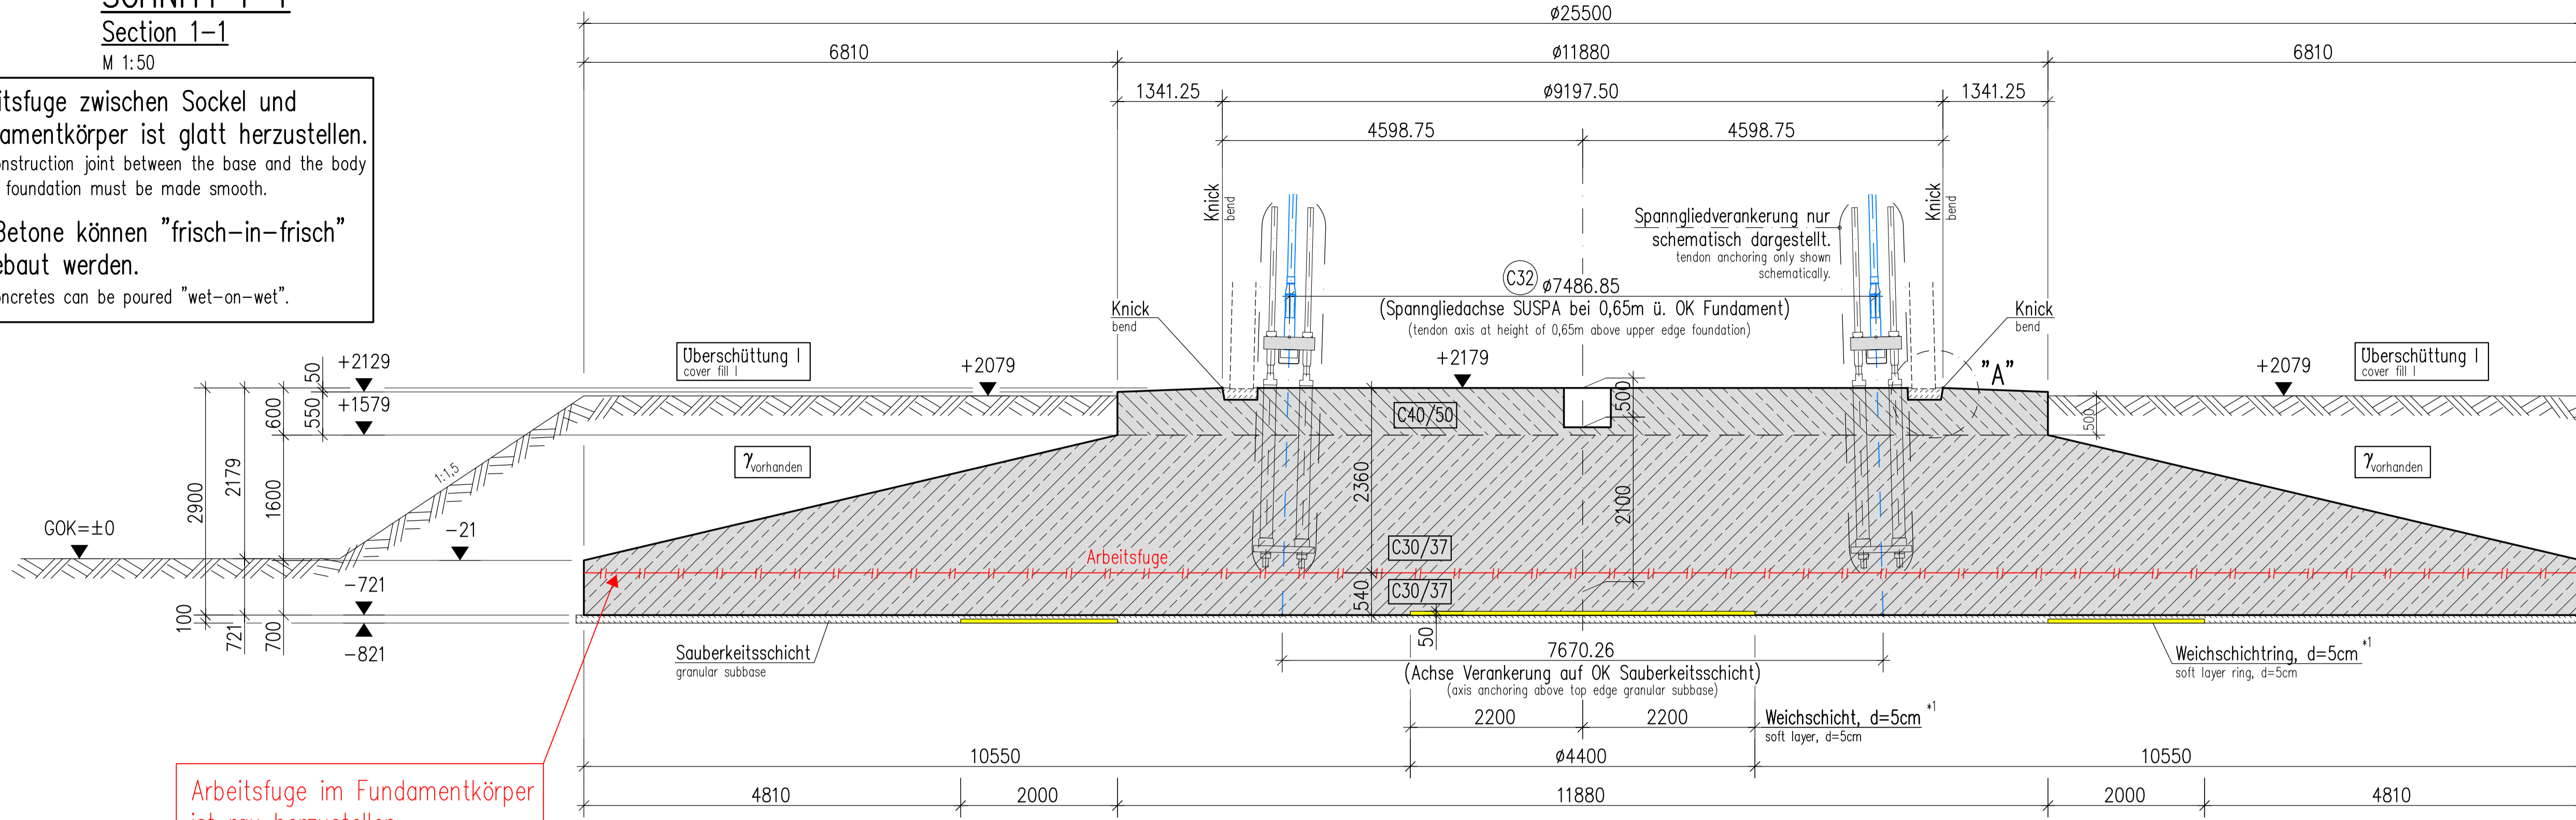 Section 1-1
M 1:50
itsfuge zwischen Sockel und
amentkörper ist glatt herzustellen.
onstruction joint between the base and the body
foundation must be made smooth.
Betone können "frisch-in-frisch"
ebaut werden.
oncretes can be poured "wet-on-wet".
ø25500
6810
ø11880
6810
1341.25
ø9197.50
1341.25
4598.75
4598.75
Knick
bend
Knick
bend
Spanngliedverankerung nur
schematisch dargestellt.
tendon anchoring only shown
schematically.
C32
ø7486.85
(Spanngliedachse SUSPA bei 0,65m ü. OK Fundament)
(tendon axis at height of 0,65m above upper edge foundation)
Knick
bend
Knick
bend
+2129
50
Überschüttung I
cover fill I
+2079
+2179
"A"
+2079
Überschüttung I
cover fill I
600
550
+1579
C40/50
500
500
1:1,5
γvorhanden
γvorhanden
2900
2179
1600
2360
2100
GOK=±0
-21
C30/37
Arbeitsfuge
C30/37
540
-721
100
721
700
-821
50
Sauberkeitsschicht
granular subbase
7670.26
(Achse Verankerung auf OK Sauberkeitsschicht)
(axis anchoring above top edge granular subbase)
Weichschichtring, d=5cm *1
soft layer ring, d=5cm
2200
2200
Weichschicht, d=5cm *1
soft layer, d=5cm
10550
ø4400
10550
4810
2000
11880
2000
4810
Arbeitsfuge im Fundamentkörper